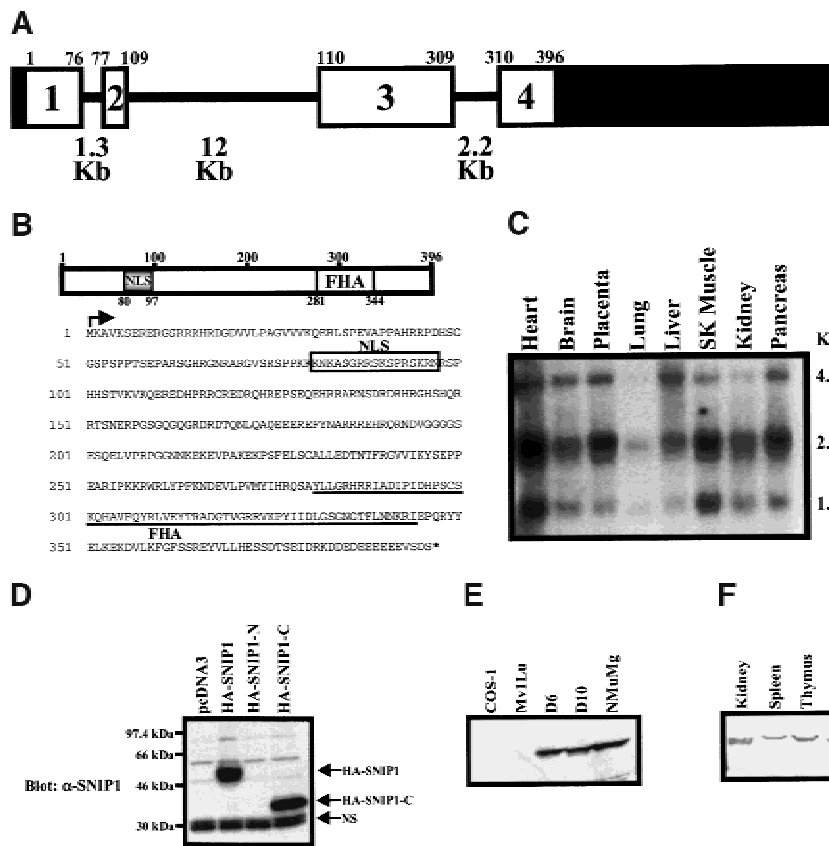 A
1 76 77 109 110 309 310 396
1 2 3 4
1.3 Kb
12 Kb
2.2 Kb
B
1 100 200 300 396
NLS FHA
80 97 281 344
1 MKAVKSERERGSRRRHRDGDVVLPAGVVVKQERLSPEVAPPAHRRPDHSC
NLS
51 GSPSPPTSEPARSGHRGNRARGVSRSPPKKKNKASGRRSKSPRSKRNRSP
101 HHSTVKVKQEREDHPRRGREDRQHREPSEQEHRRARNSDRDRHRGHSHQR
151 RTSNERPGSGQGQGRDRDTQNLQAQEEEREFYNARRREHRQRNDVGGGGS
201 ESQELVPRPGGNNKEKEVPAKEKPSFELSGALLEDTNTFRGVVIKYSEPP
251 EARIPKKRWRLYPFKNDEVLPVMYIHRQSAYLLGRHRRIADIPIDHPSCS
301 KQHAVFQYRLVEYTRADGTVGRRVKPYIIDLGSGNGTFLNNKRIEPQRYY
FHA
351 ELKEKDVLKFGFSSREYVLLHESSDTSEIDRKDDEDEEEEEEVSDS*
C
Heart
Brain
Placenta
Lung
Liver
SK Muscle
Kidney
Pancreas
K
4.
2.
1.
D
pcDNA3
HA-SNIP1
HA-SNIP1-N
HA-SNIP1-C
97.4 kDa
66 kDa
46 kDa
30 kDa
Blot: α-SNIP1
HA-SNIP1
HA-SNIP1-C
NS
E
COS-1
Mv1Lu
D6
D10
NMuMg
F
Kidney
Spleen
Thymus